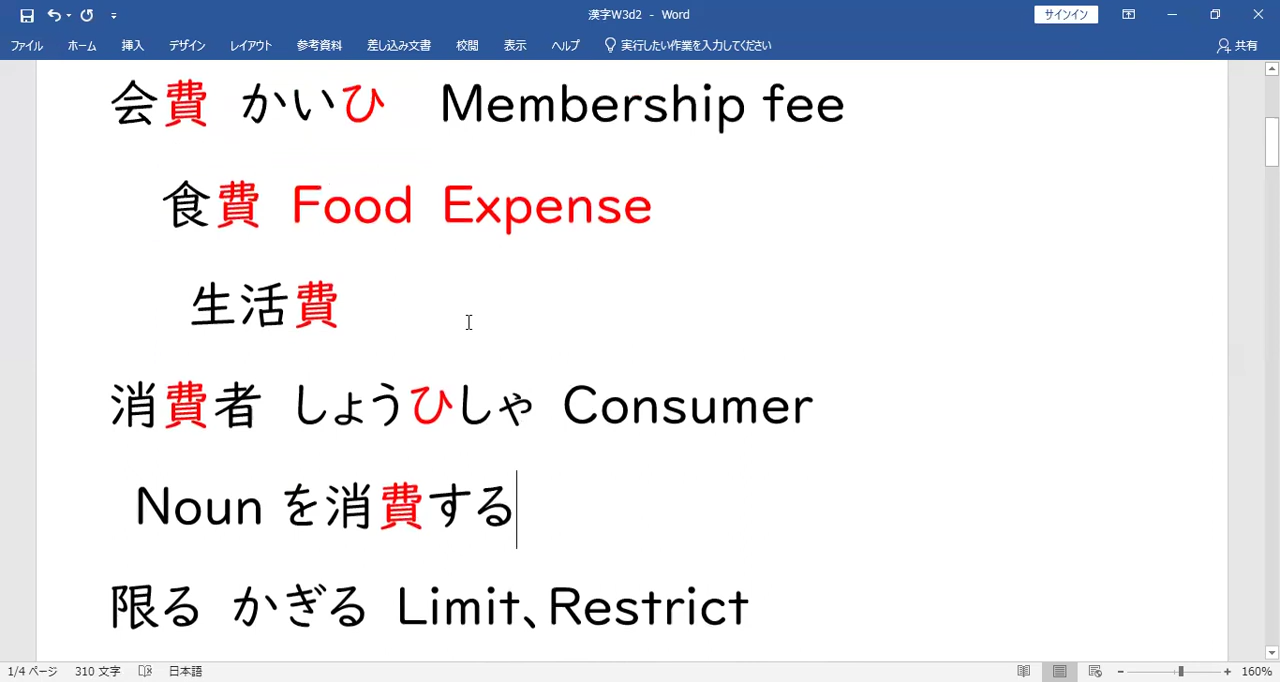 漢字W3d2 - Word
サインイン
ファイル ホーム 挿入 デザイン レイアウト 参考資料 差し込み文書 校閲 表示 ヘルプ 実行したい作業を入力してください 共有
会費 かいひ Membership fee
食費 Food Expense
生活費
消費者 しょうひしゃ Consumer
Noun を消費する
限る かぎる Limit、Restrict
1/4 ページ 310 文字 日本語 160%